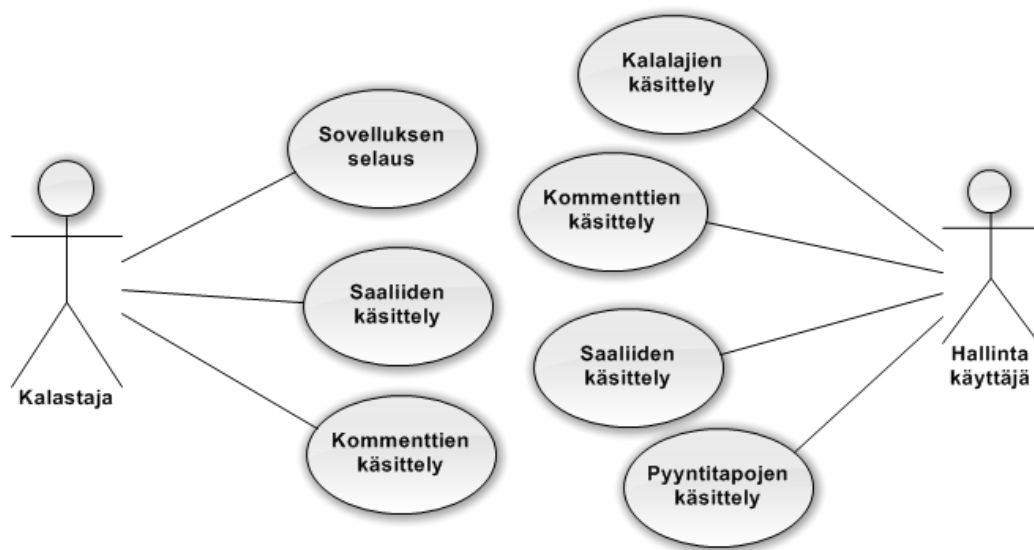 Kalastaja
Sovelluksen
selaus
Saaliiden
käsittely
Kommenttien
käsittely
Kalalajien
käsittely
Kommenttien
käsittely
Saaliiden
käsittely
Pyyntitapojen
käsittely
Hallinta
käyttäjä